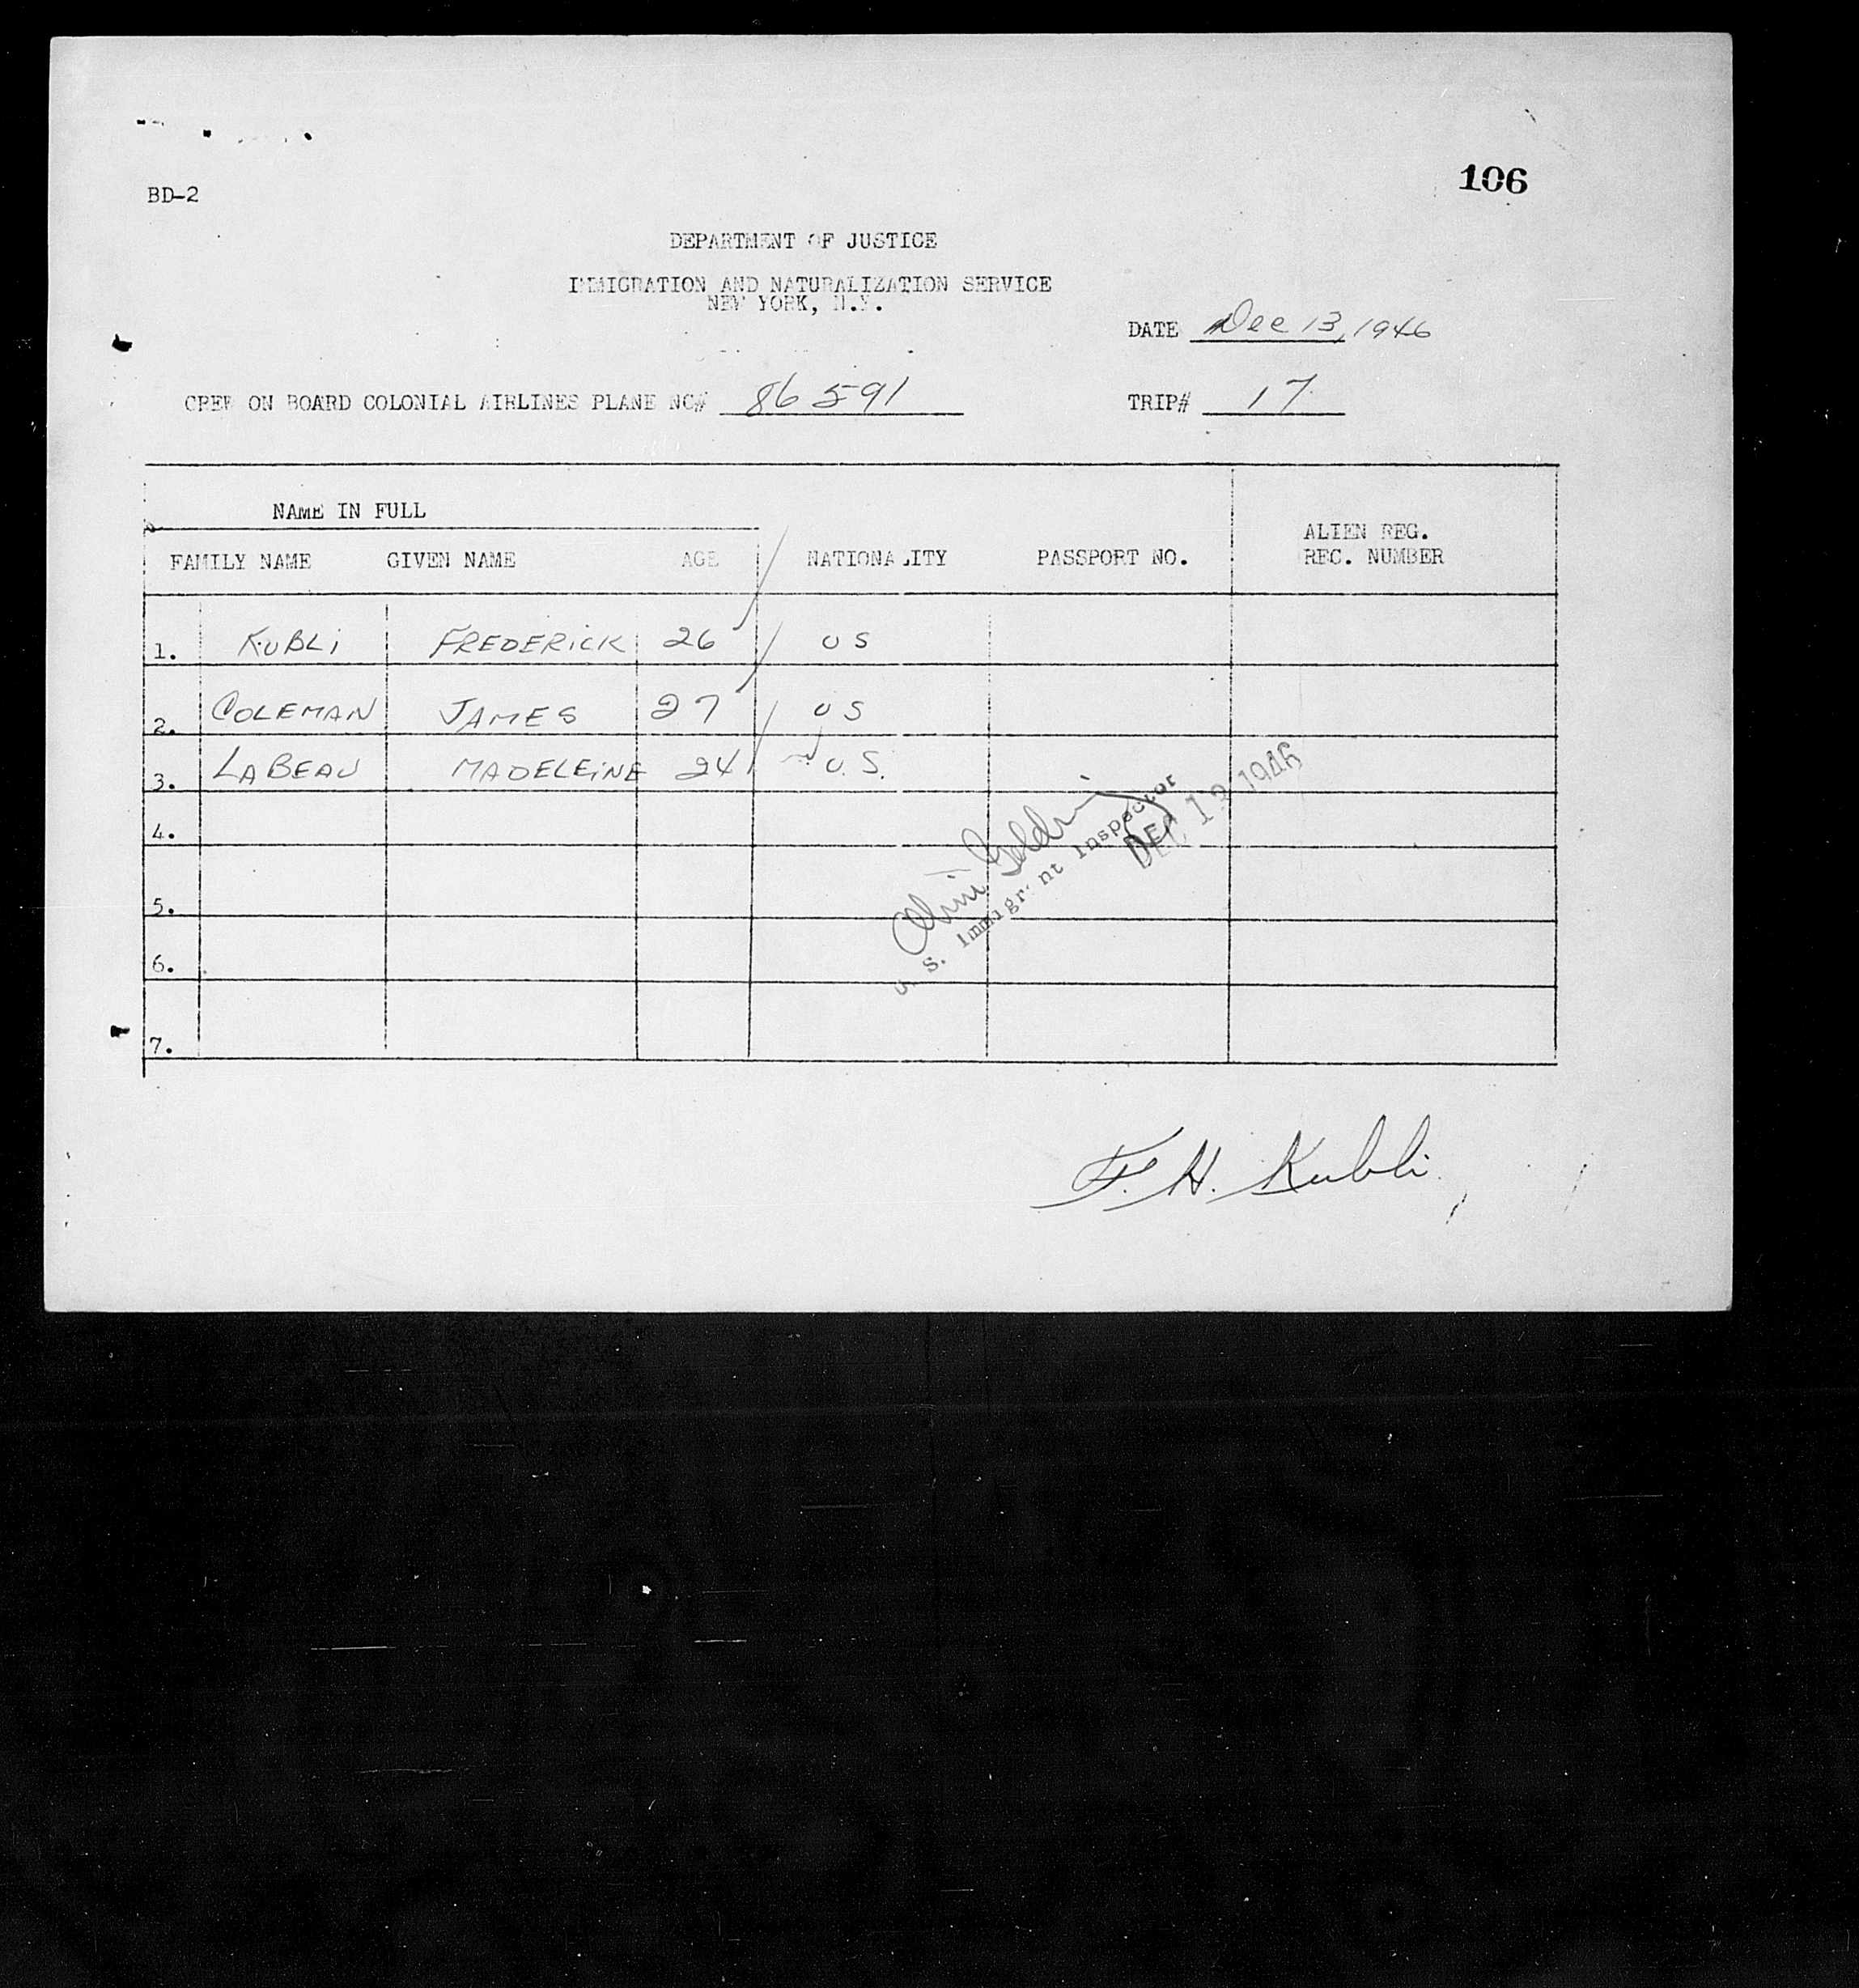 106
BD-2
DEPARTMENT OF JUSTICE
IMMIGRATION AND NATURALIZATION SERVICE
NEW YORK, N.Y.
DATE Dec 13, 1946
CREW ON BOARD COLONIAL AIRLINES PLANE NC# 86591 TRIP# 17
NAME IN FULL
FAMILY NAME GIVEN NAME AGE NATIONALITY PASSPORT NO. ALIEN REG. REC. NUMBER
1. KUBLI FREDERICK 26 US
2. COLEMAN JAMES 27 US
3. LABEAU MADELEINE 24 U.S.
4.
5.
6.
7.
U. S. Immigrant Inspector
DEC 1 1946
F. H. Kubli